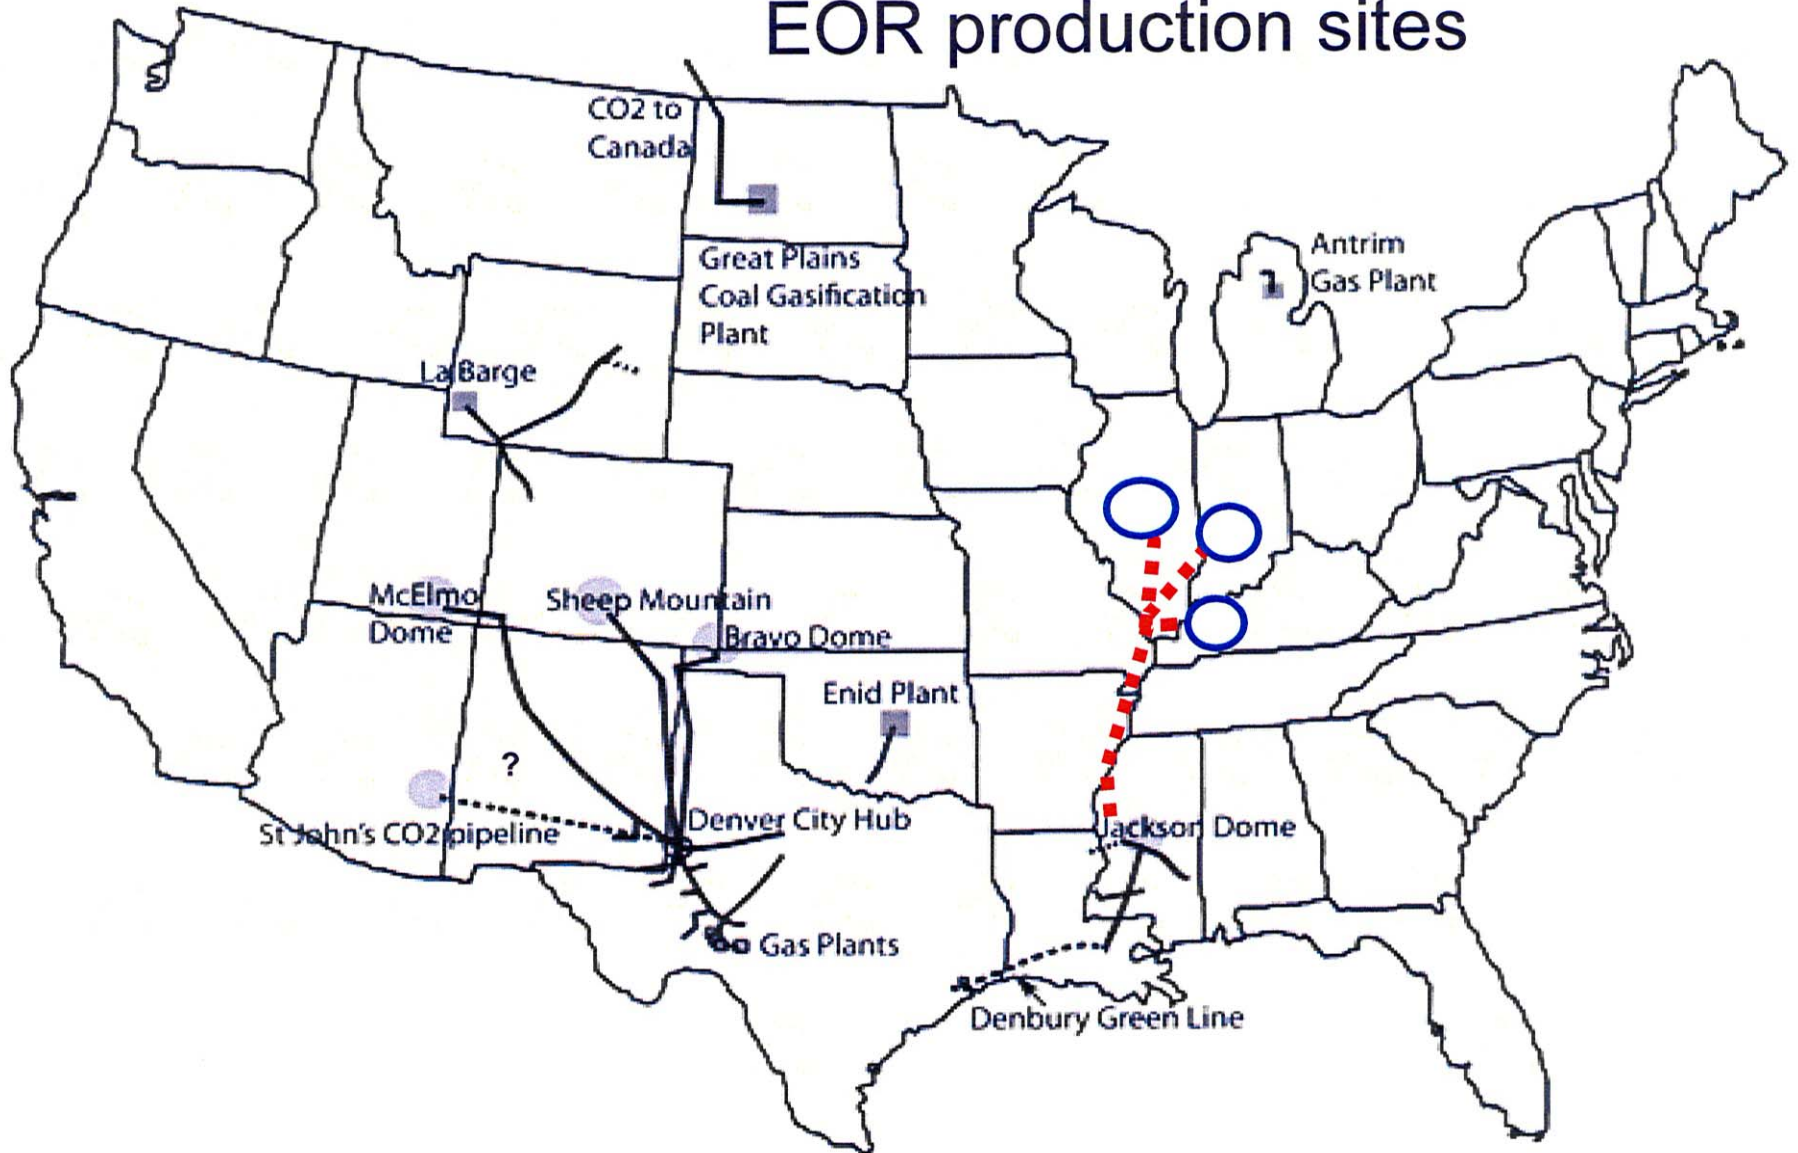 EOR production sites
CO2 to
Canada
Antrim
Gas Plant
Great Plains
Coal Gasification
Plant
LaBarge
McElmo
Dome
Sheep Mountain
Bravo Dome
Enid Plant
?
Denver City Hub
St John's CO2 pipeline
Jackson Dome
Gas Plants
Denbury Green Line